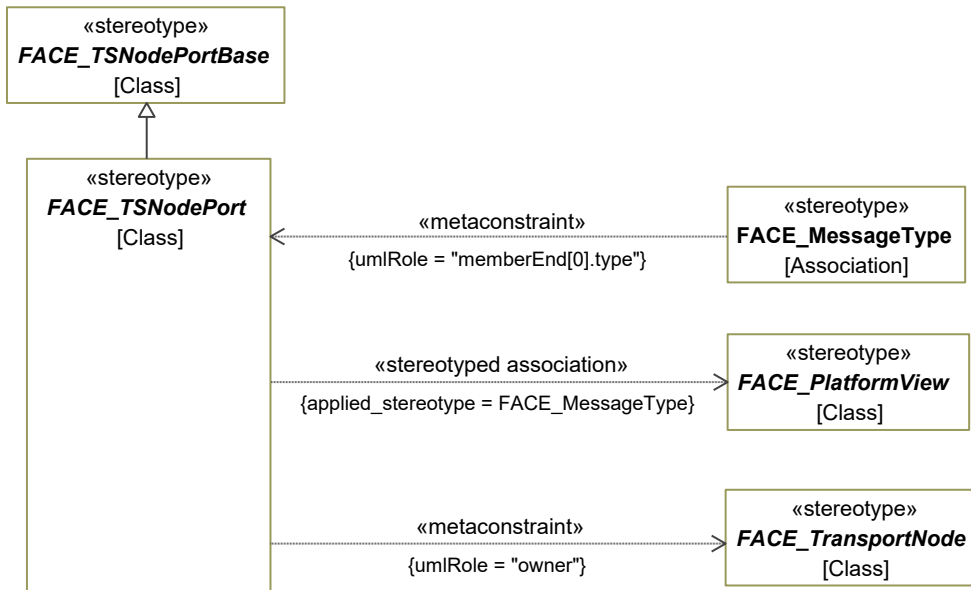 «stereotype»
FACE_TSNodePortBase
[Class]
«stereotype»
FACE_TSNodePort
[Class]
«metaconstraint»
{umlRole = "memberEnd[0].type"}
«stereotype»
FACE_MessageType
[Association]
«stereotyped association»
{applied_stereotype = FACE_MessageType}
«stereotype»
FACE_PlatformView
[Class]
«metaconstraint»
{umlRole = "owner"}
«stereotype»
FACE_TransportNode
[Class]